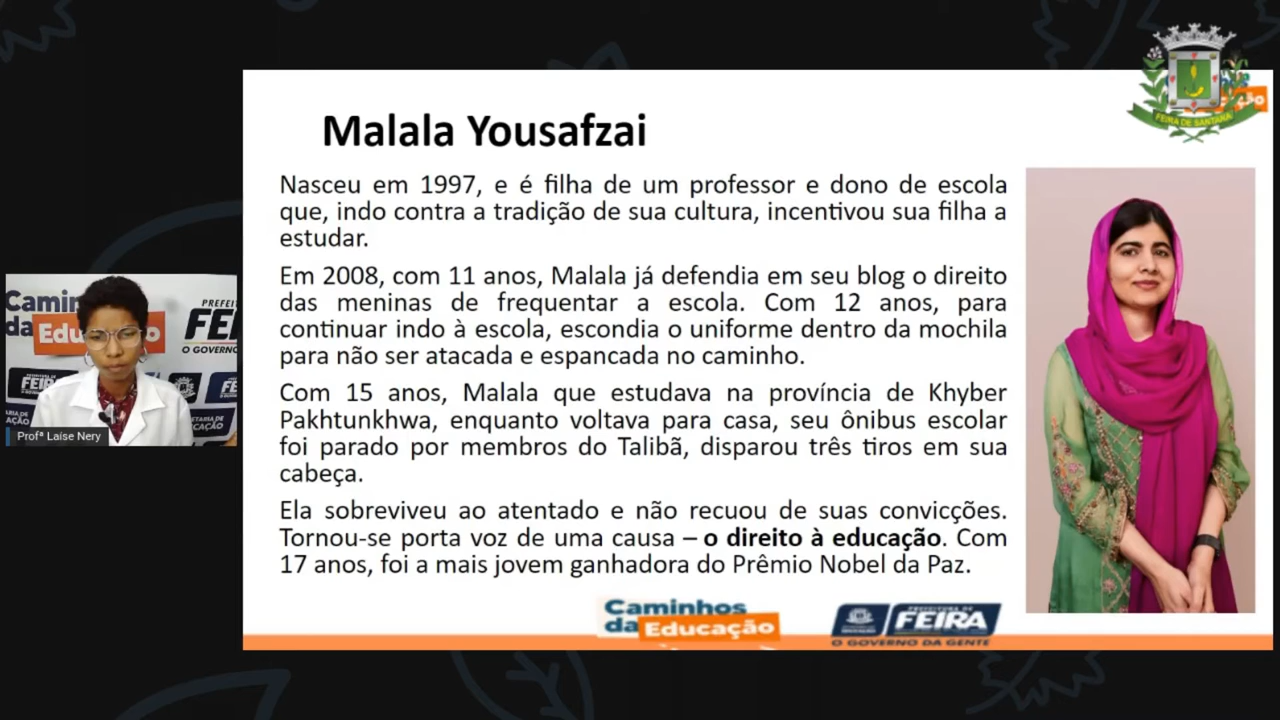 Malala Yousafzai
Nasceu em 1997, e é filha de um professor e dono de escola
que, indo contra a tradição de sua cultura, incentivou sua filha a
estudar.
Em 2008, com 11 anos, Malala já defendia em seu blog o direito
das meninas de frequentar a escola. Com 12 anos, para
continuar indo à escola, escondia o uniforme dentro da mochila
para não ser atacada e espancada no caminho.
Com 15 anos, Malala que estudava na província de Khyber
Pakhtunkhwa, enquanto voltava para casa, seu ônibus escolar
foi parado por membros do Talibã, disparou três tiros em sua
cabeça.
Ela sobreviveu ao atentado e não recuou de suas convicções.
Tornou-se porta voz de uma causa – o direito à educação. Com
17 anos, foi a mais jovem ganhadora do Prêmio Nobel da Paz.
Caminhos
da Educação
PREFEITURA DE
FEIRA
O GOVERNO DA GENTE
FEIRA DE SANTANA
Profª Laíse Nery